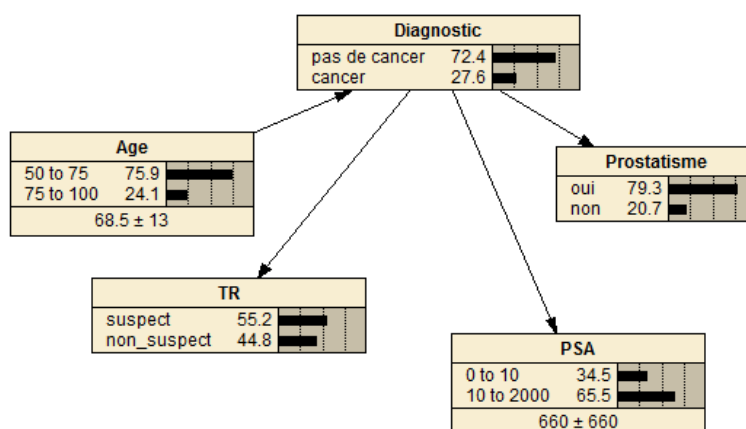 Diagnostic
pas de cancer 72.4
cancer 27.6
Age
50 to 75 75.9
75 to 100 24.1
68.5 ± 13
Prostatisme
oui 79.3
non 20.7
TR
suspect 55.2
non_suspect 44.8
PSA
0 to 10 34.5
10 to 2000 65.5
660 ± 660